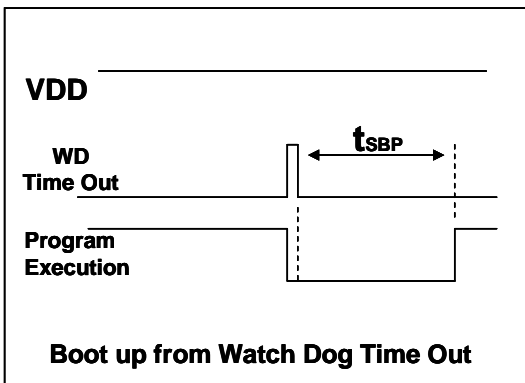 VDD
WD
Time Out
tSBP
Program
Execution
Boot up from Watch Dog Time Out